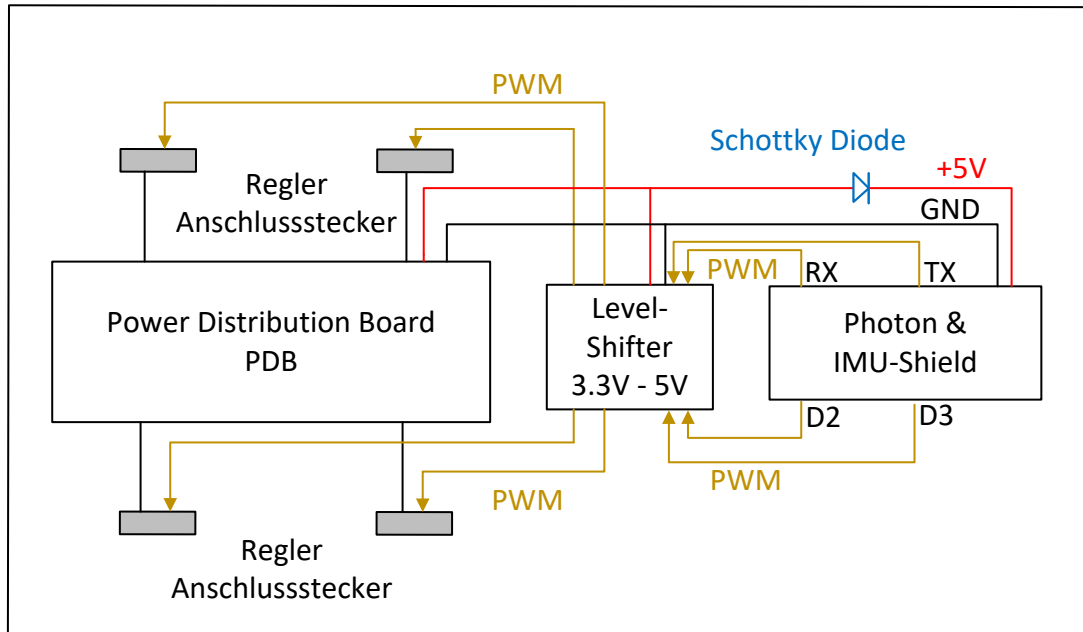 PWM
Schottky Diode
+5V
Regler
Anschlussstecker
GND
PWM
RX
TX
Power Distribution Board
PDB
Level-
Shifter
3.3V - 5V
Photon &
IMU-Shield
D2
D3
PWM
PWM
Regler
Anschlussstecker